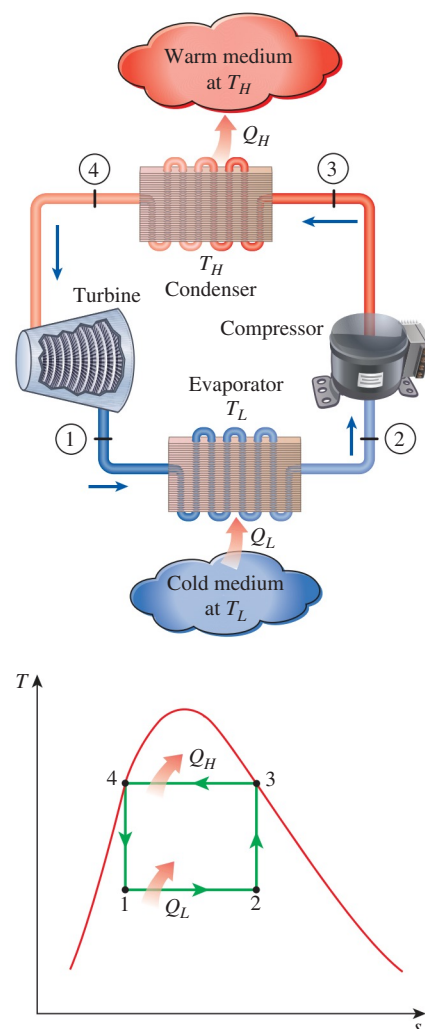 Warm medium
at T_H
Q_H
4
3
T_H
Condenser
Turbine
Compressor
Evaporator
T_L
1
2
Q_L
Cold medium
at T_L
T
Q_H
4
3
1
Q_L
2
s